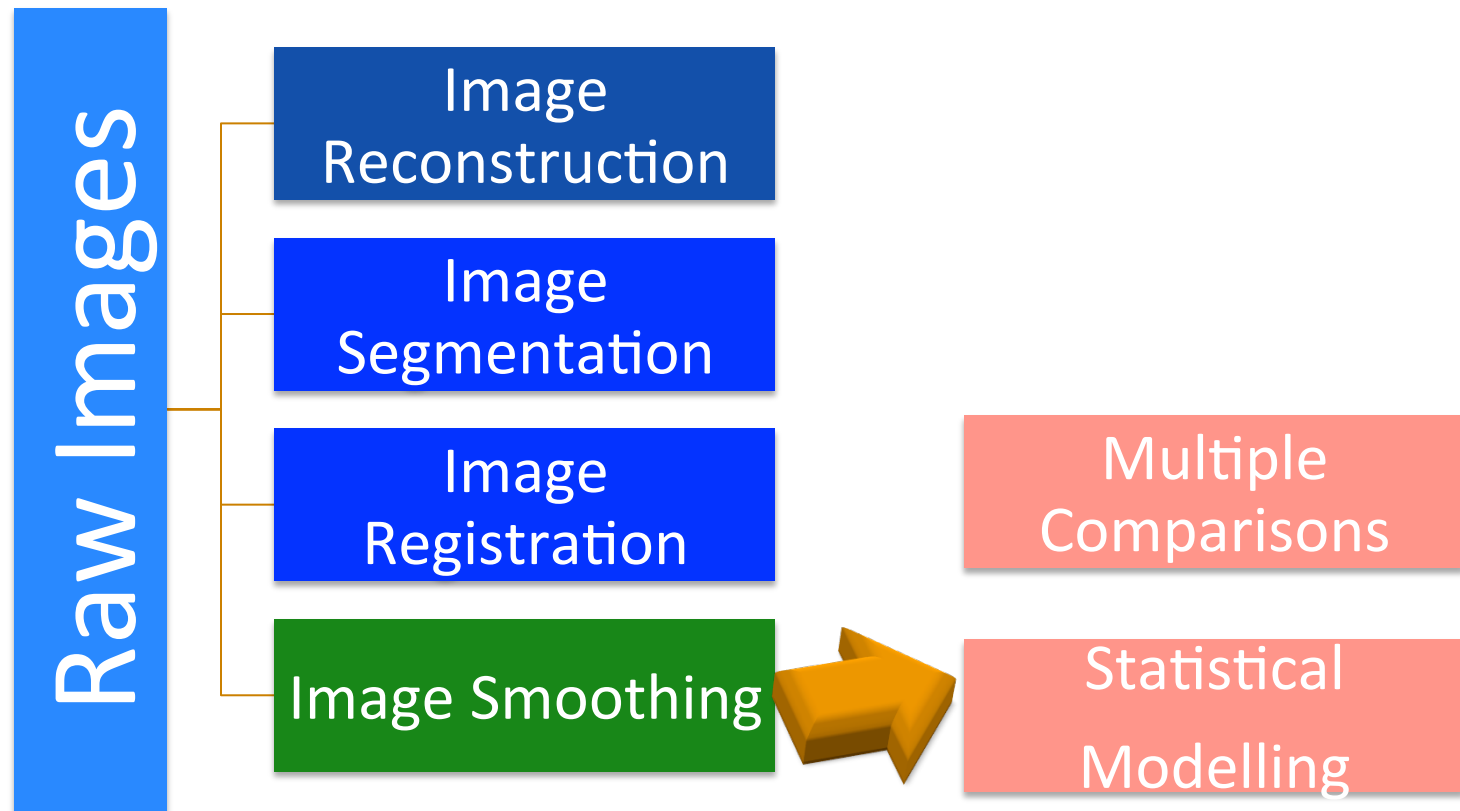 Raw Images
Image
Reconstruction
Image
Segmentation
Image
Registration
Image Smoothing
Multiple
Comparisons
Statistical
Modelling